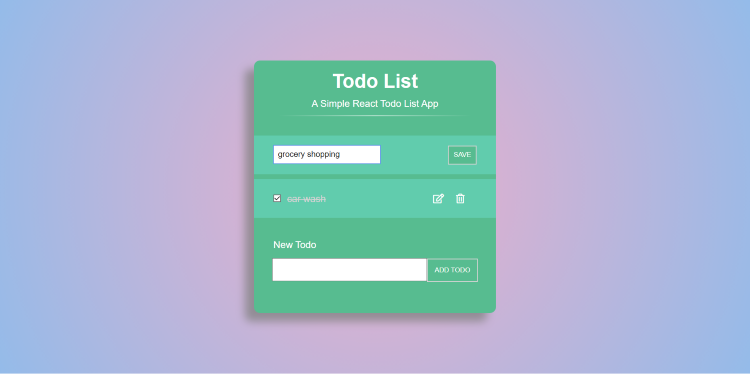 Todo List
A Simple React Todo List App
grocery shopping SAVE
car wash
New Todo
ADD TODO